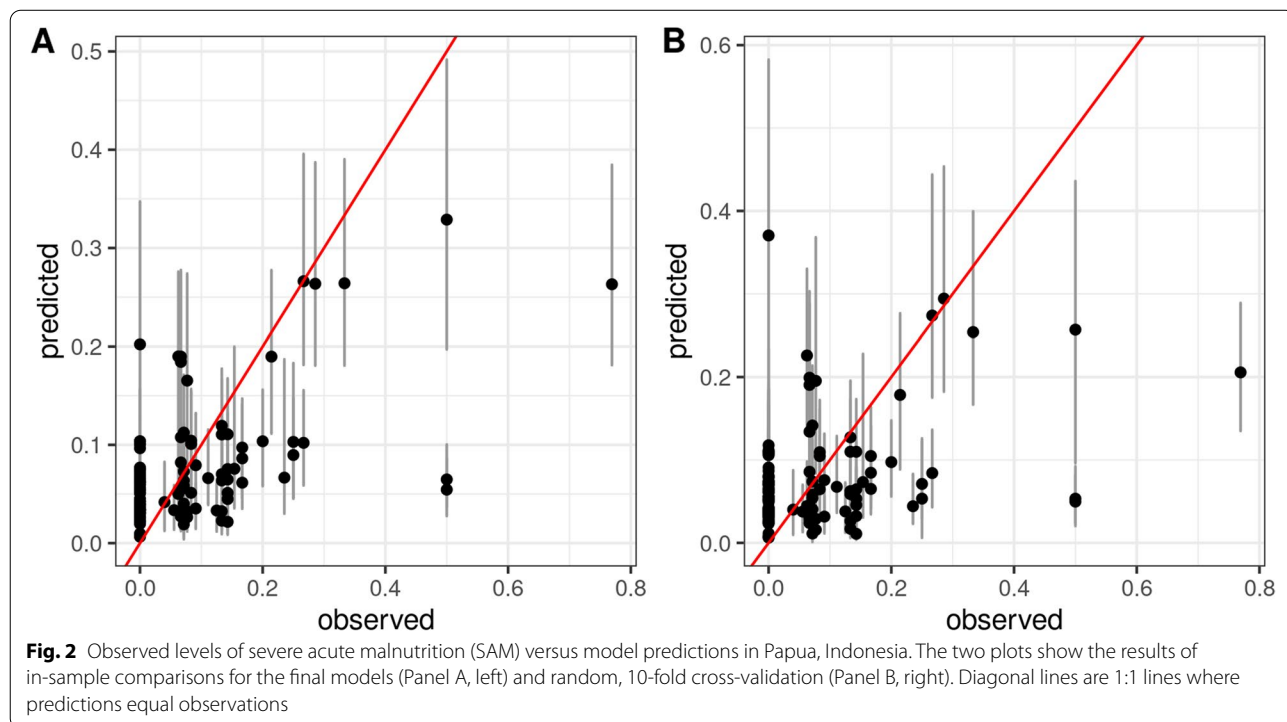 A
0.5
0.4
0.3
0.2
0.1
0.0
predicted
0.0 0.2 0.4 0.6 0.8
observed
B
0.6
0.4
0.2
0.0
predicted
0.0 0.2 0.4 0.6 0.8
observed
Fig. 2 Observed levels of severe acute malnutrition (SAM) versus model predictions in Papua, Indonesia. The two plots show the results of
in-sample comparisons for the final models (Panel A, left) and random, 10-fold cross-validation (Panel B, right). Diagonal lines are 1:1 lines where
predictions equal observations